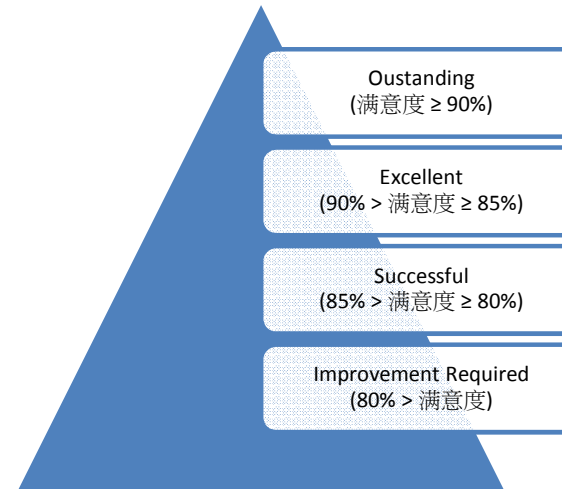 Oustanding
(满意度 ≥ 90%)
Excellent
(90% > 满意度 ≥ 85%)
Successful
(85% > 满意度 ≥ 80%)
Improvement Required
(80% > 满意度)